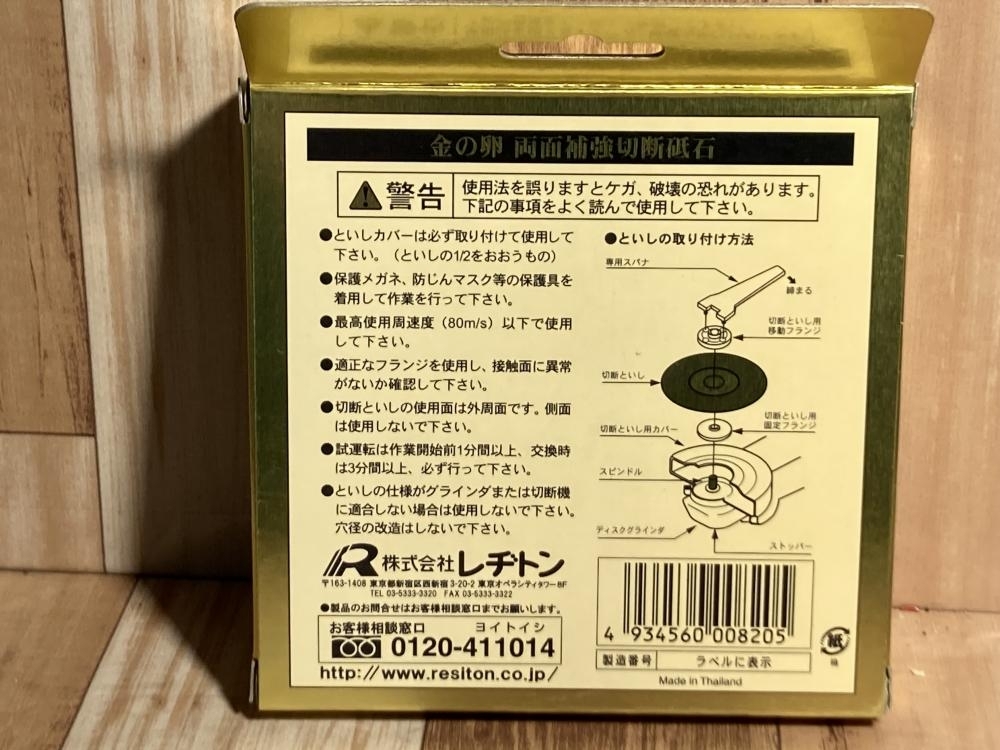 金の卵 両面補強切断砥石
警告
使用法を誤りますとケガ、破壊の恐れがあります。
下記の事項をよく読んで使用して下さい。
●といしカバーは必ず取り付けて使用して
下さい。（といしの1/2をおおうもの）
●保護メガネ、防じんマスク等の保護具を
着用して作業を行って下さい。
●最高使用周速度（80m/s）以下で使用
して下さい。
●適正なフランジを使用し、接触面に異常
がないか確認して下さい。
●切断といしの使用面は外周面です。側面
は使用しないで下さい。
●試運転は作業開始前1分間以上、交換時
は3分間以上、必ず行って下さい。
●といしの仕様がグラインダまたは切断機
に適合しない場合は使用しないで下さい。
穴径の改造はしないで下さい。
●といしの取り付け方法
専用スパナ
締まる
切断といし用
移動フランジ
切断といし
切断といし用
固定フランジ
切断といし用カバー
スピンドル
ディスクグラインダ
ストッパー
R 株式会社レヂトン
〒163-1408 東京都新宿区西新宿 3-20-2 東京オペラシティタワー8F
TEL 03-5333-3320 FAX 03-5333-3322
●製品のお問合せはお客様相談窓口までお願いします。
お客様相談窓口 ヨイトイシ
0120-411014
http://www.resiton.co.jp/
4 934560 008205
製造番号 ラベルに表示
Made in Thailand
紙
箱